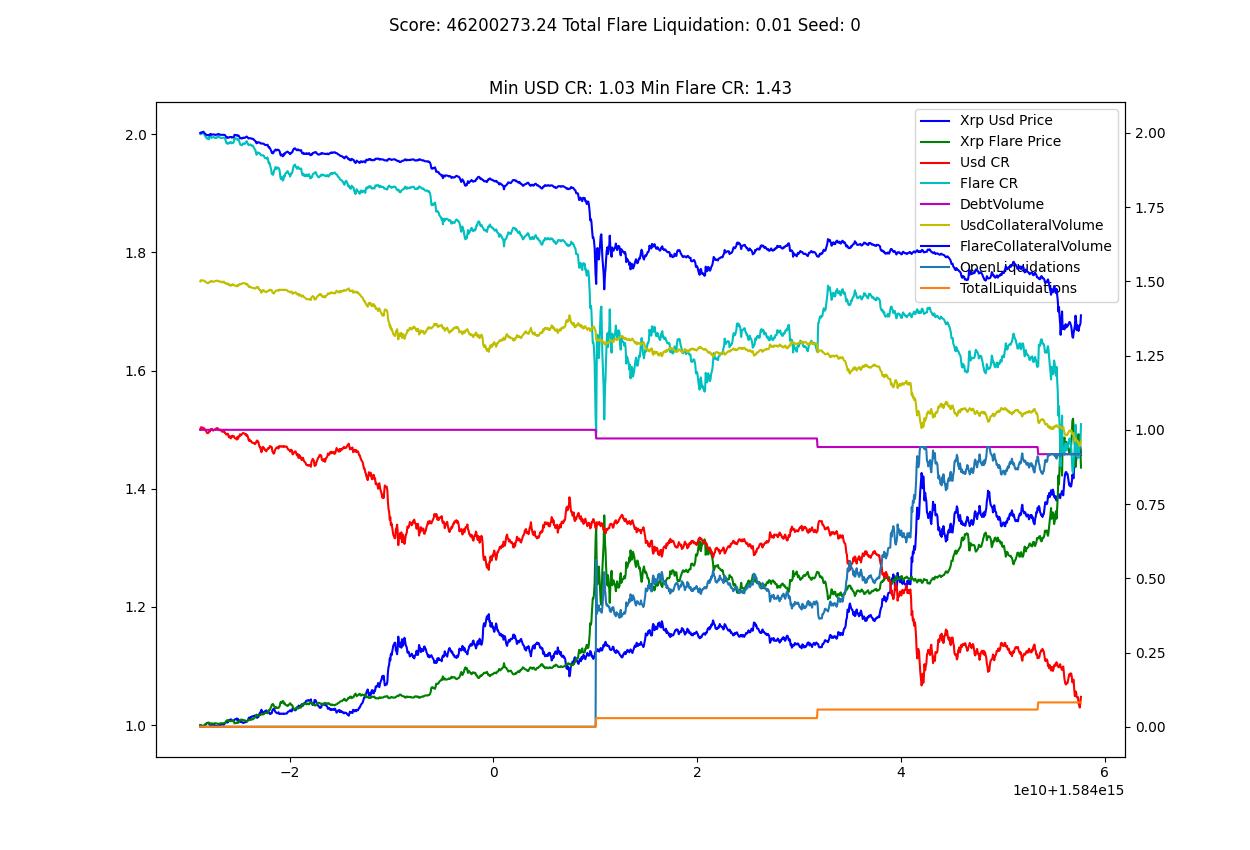 Score: 46200273.24 Total Flare Liquidation: 0.01 Seed: 0
Min USD CR: 1.03 Min Flare CR: 1.43
2.0
1.8
1.6
1.4
1.2
1.0
Xrp Usd Price
Xrp Flare Price
Usd CR
Flare CR
DebtVolume
UsdCollateralVolume
FlareCollateralVolume
OpenLiquidations
TotalLiquidations
2.00
1.75
1.50
1.25
1.00
0.75
0.50
0.25
0.00
−2 0 2 4 6
1e10+1.584e15